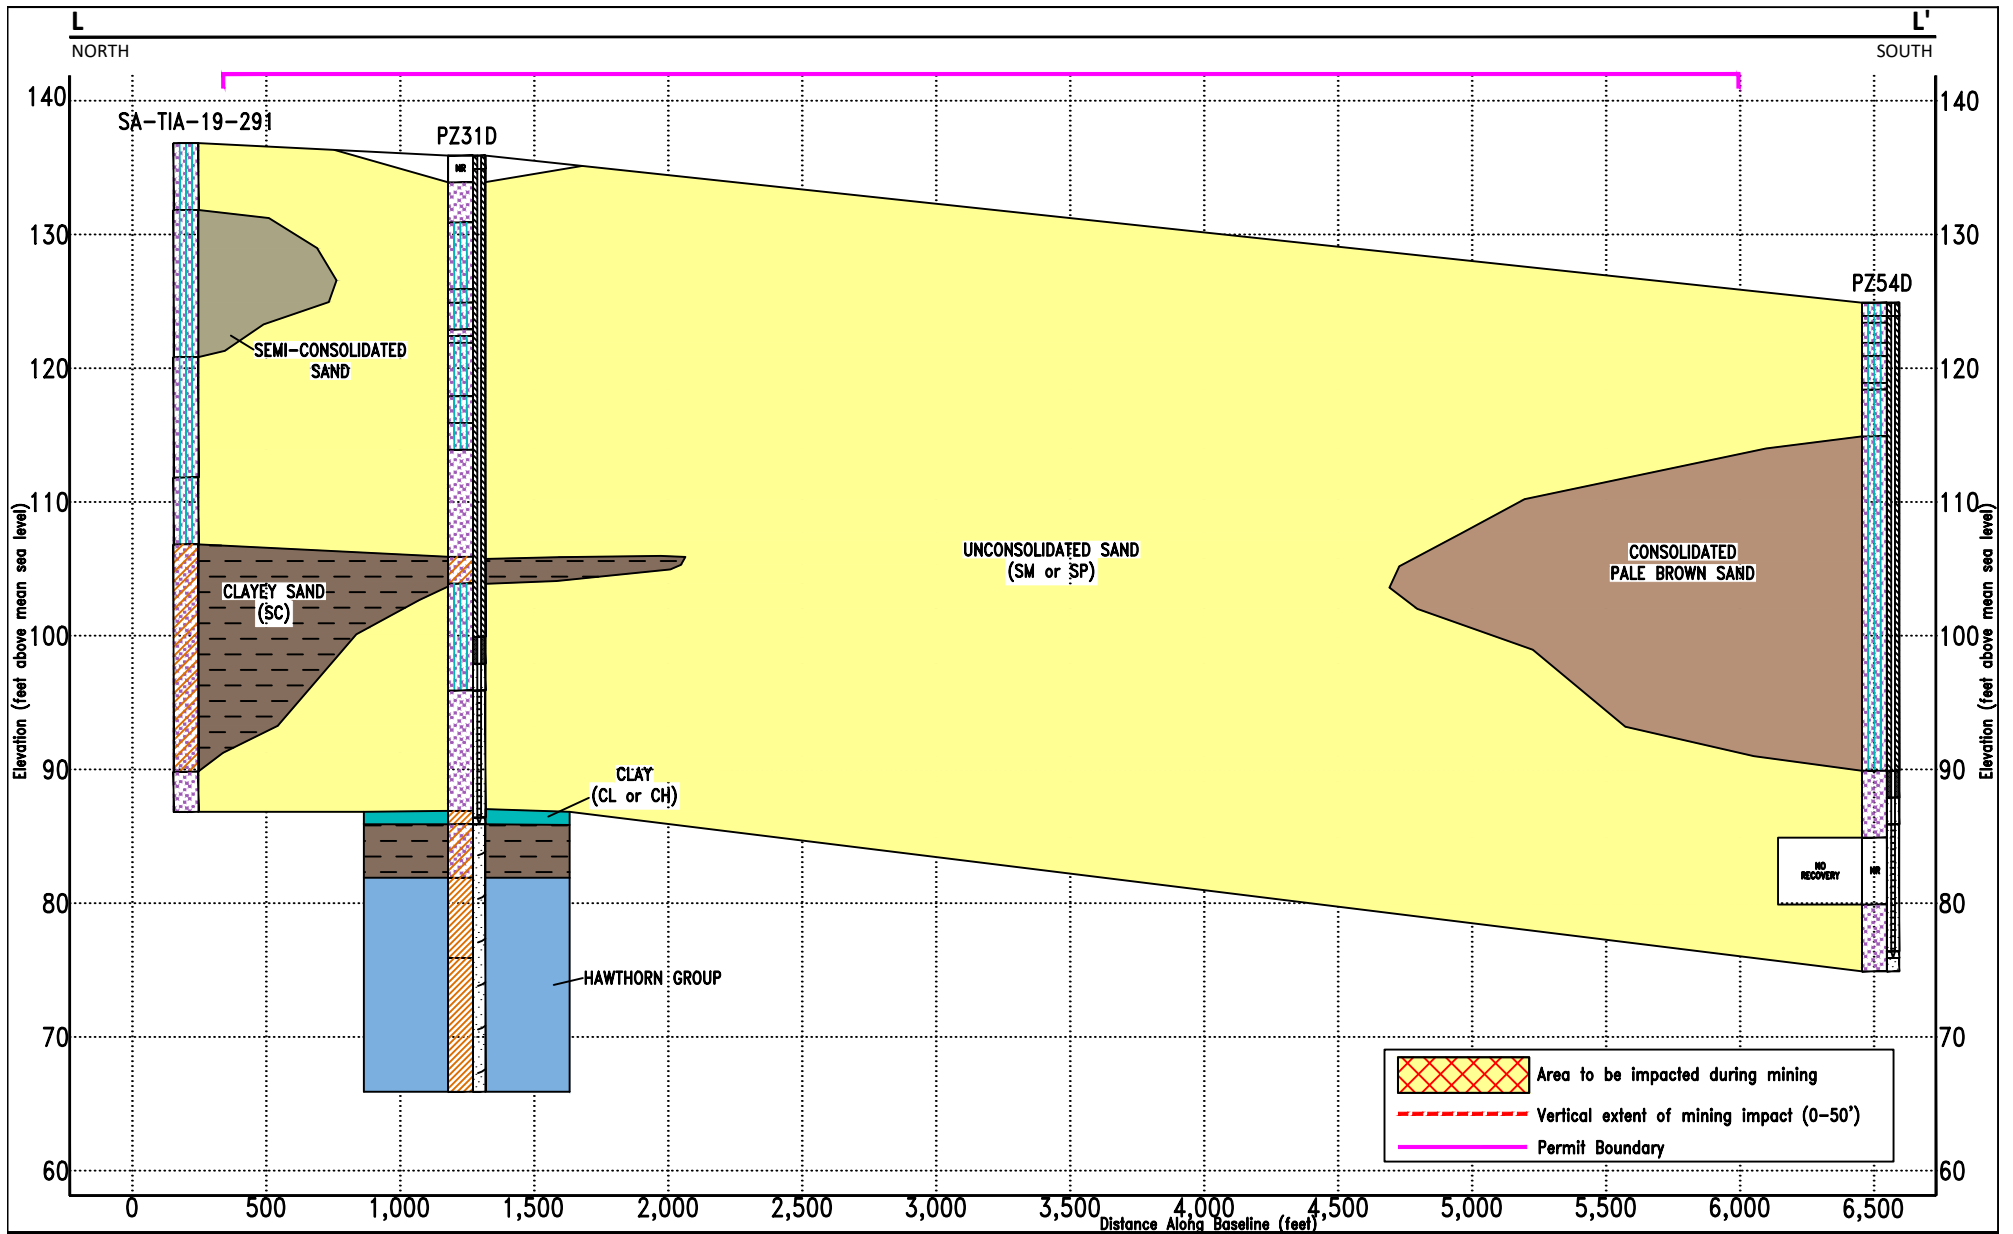 L L'
NORTH SOUTH
140 140
SA-TIA-19-291
PZ31D
NR
130 130
PZ54D
SEMI-CONSOLIDATED
SAND
120 120
110 110
Elevation (feet above mean sea level)
Elevation (feet above mean sea level)
UNCONSOLIDATED SAND
(SM or SP)
CONSOLIDATED
PALE BROWN SAND
CLAYEY SAND
(SC)
100 100
90 90
CLAY
(CL or CH)
NO
RECOVERY
NR
80 80
HAWTHORN GROUP
70 70
Area to be impacted during mining
Vertical extent of mining impact (0-50')
Permit Boundary
60 60
0 500 1,000 1,500 2,000 2,500 3,000 3,500 4,000 4,500 5,000 5,500 6,000 6,500
Distance Along Baseline (feet)